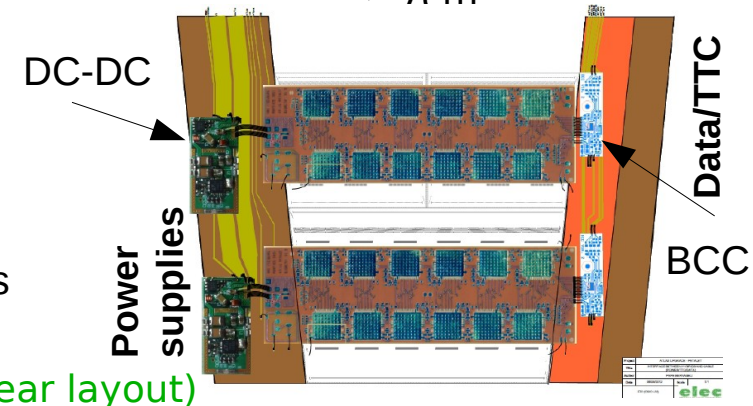 DC-DC
Data/TTC
BCC
Power
supplies
s
ear layout)
elec